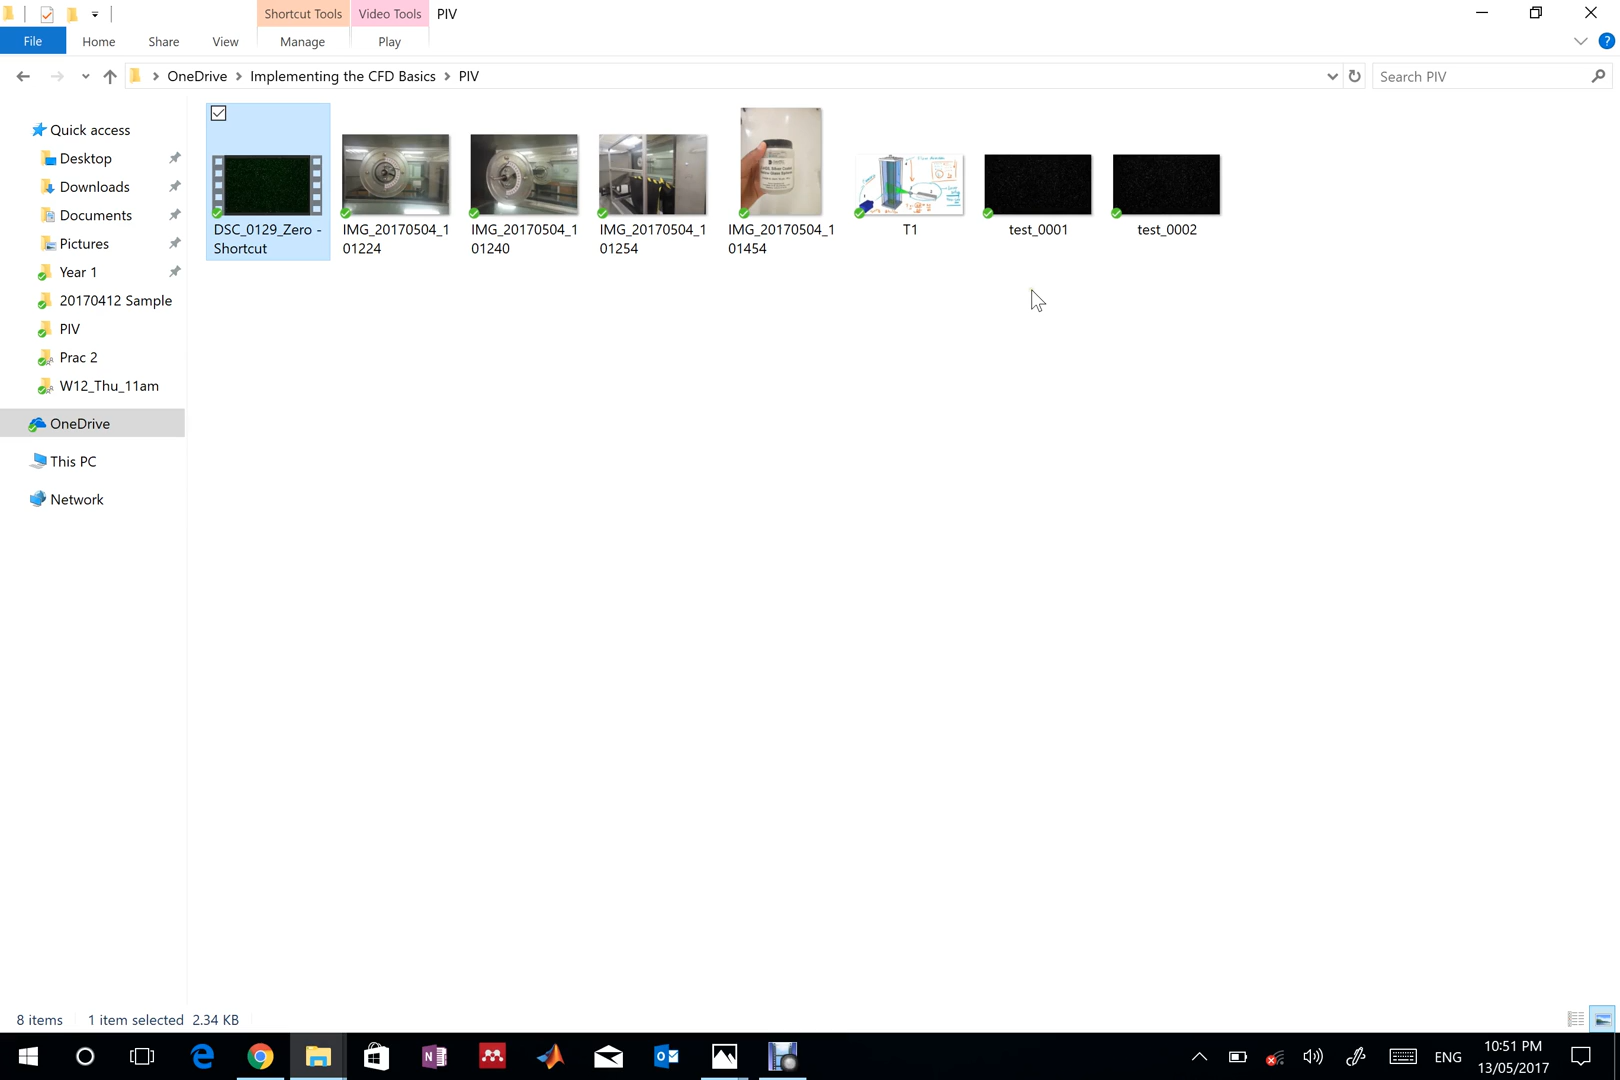 Shortcut Tools Video Tools PIV
File Home Share View Manage Play
OneDrive Implementing the CFD Basics PIV Search PIV
Quick access
Desktop
Downloads
Documents
Pictures
Year 1
20170412 Sample
PIV
Prac 2
W12_Thu_11am
OneDrive
This PC
Network
DSC_0129_Zero -
Shortcut
IMG_20170504_1
01224
IMG_20170504_1
01240
IMG_20170504_1
01254
IMG_20170504_1
01454
T1
test_0001
test_0002
8 items 1 item selected 2.34 KB
ENG
10:51 PM
13/05/2017